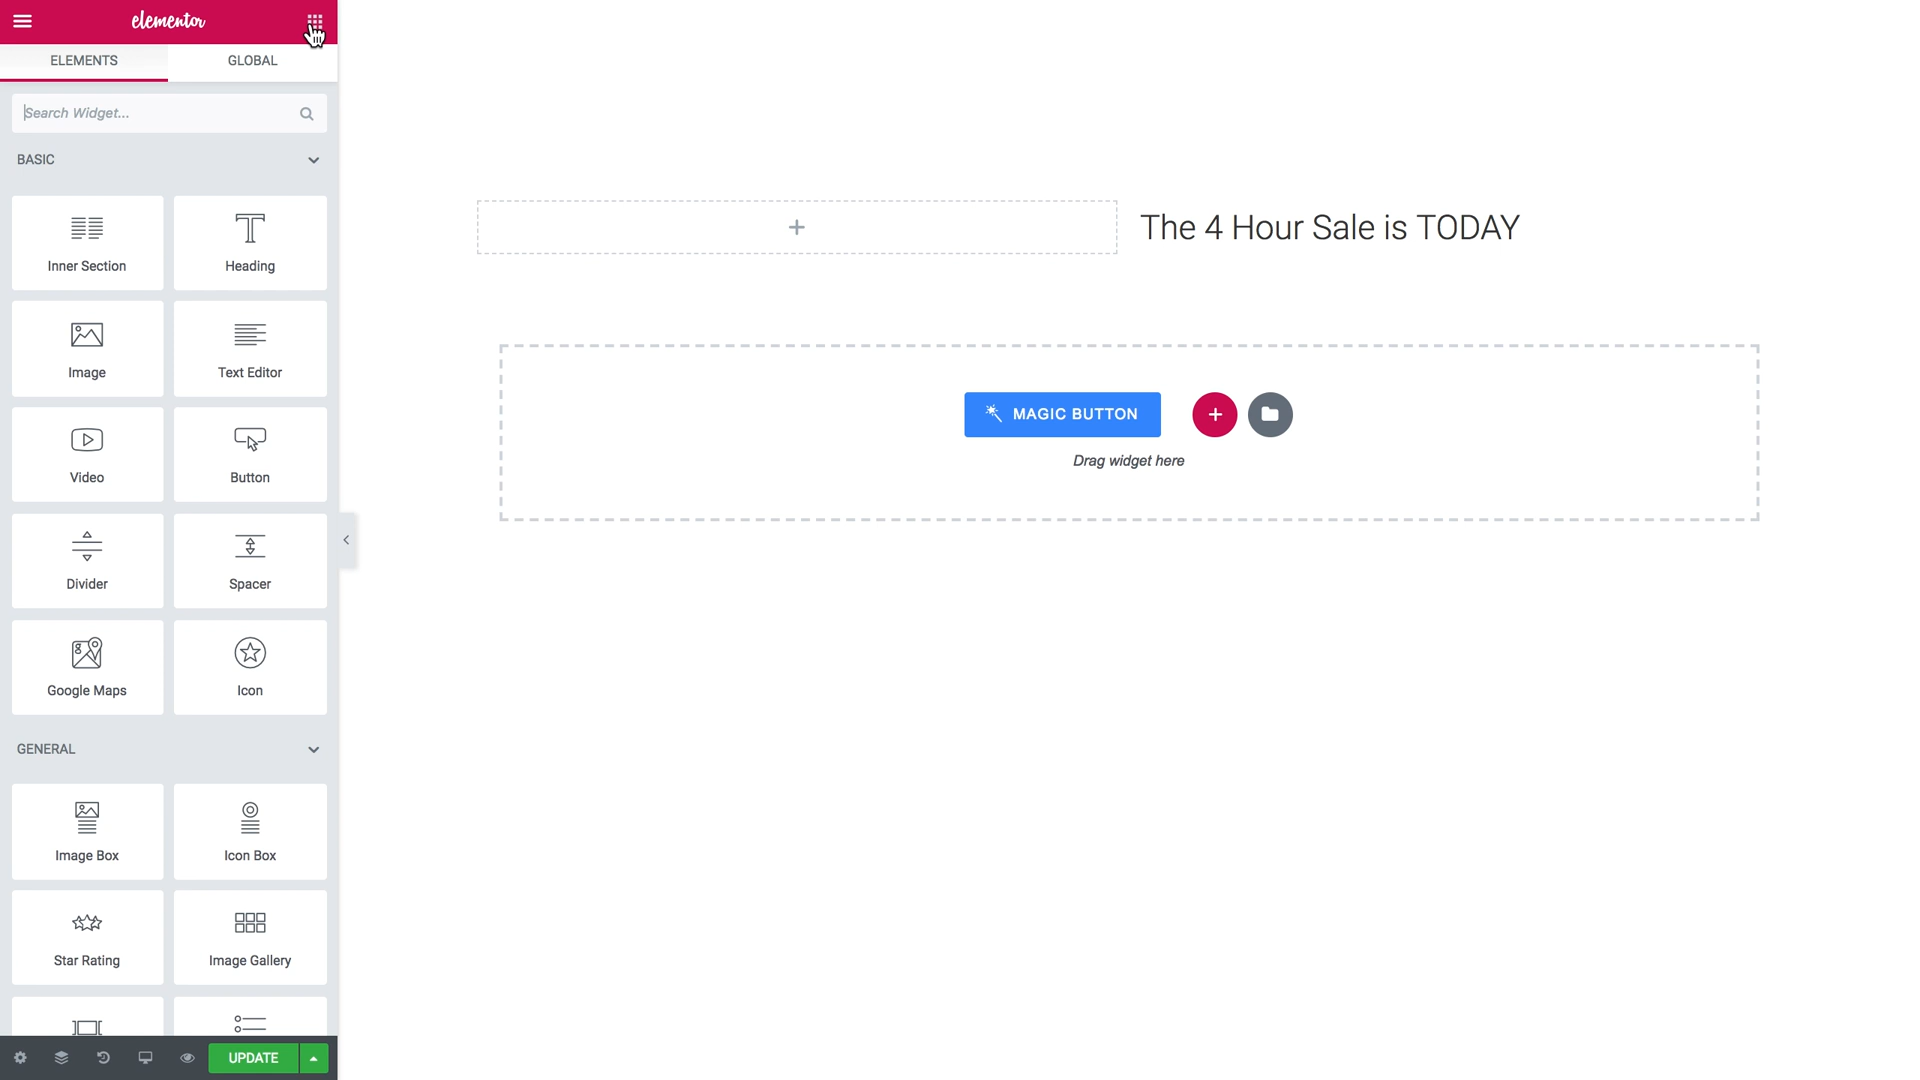 elementor
ELEMENTS GLOBAL
Search Widget...
BASIC
Inner Section Heading
Image Text Editor
Video Button
Divider Spacer
Google Maps Icon
GENERAL
Image Box Icon Box
Star Rating Image Gallery
UPDATE
The 4 Hour Sale is TODAY
MAGIC BUTTON
Drag widget here